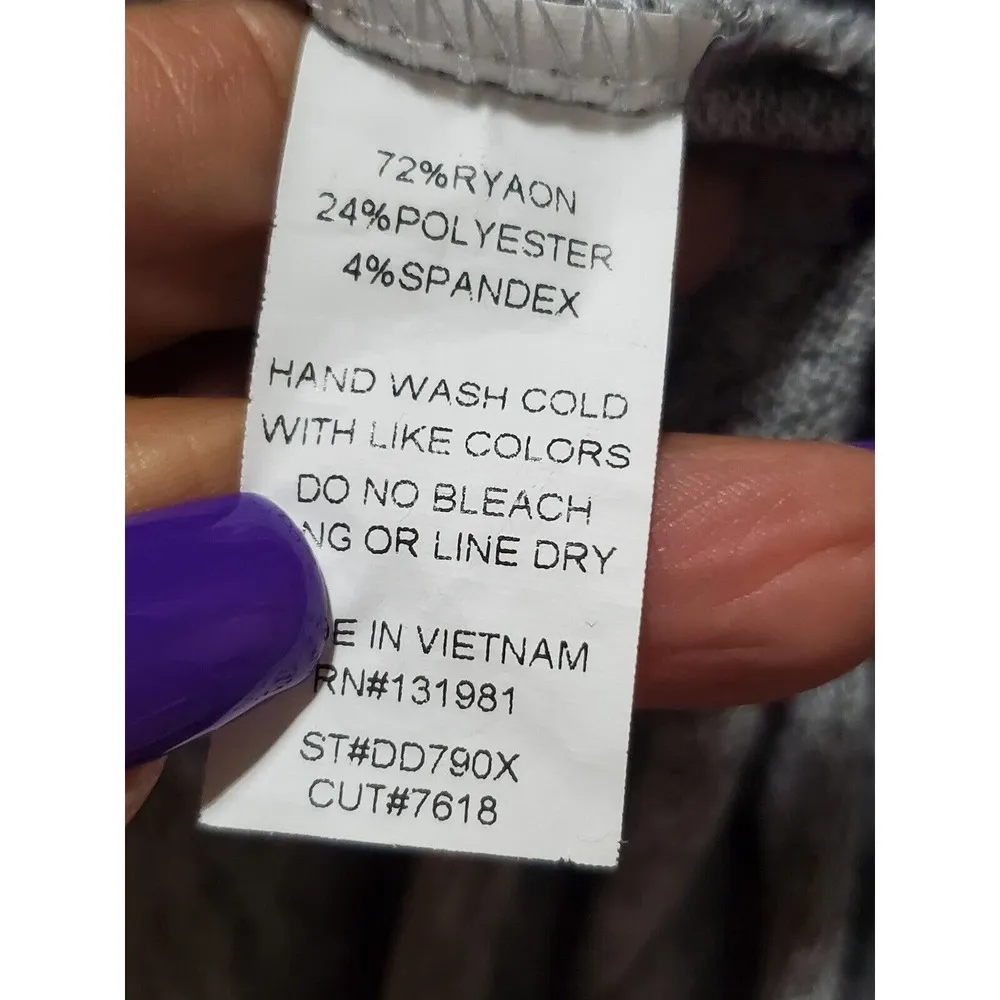 72%RYAON
24%POLYESTER
4%SPANDEX
HAND WASH COLD
WITH LIKE COLORS
DO NO BLEACH
NG OR LINE DRY
DE IN VIETNAM
RN#131981
ST#DD790X
CUT#7618